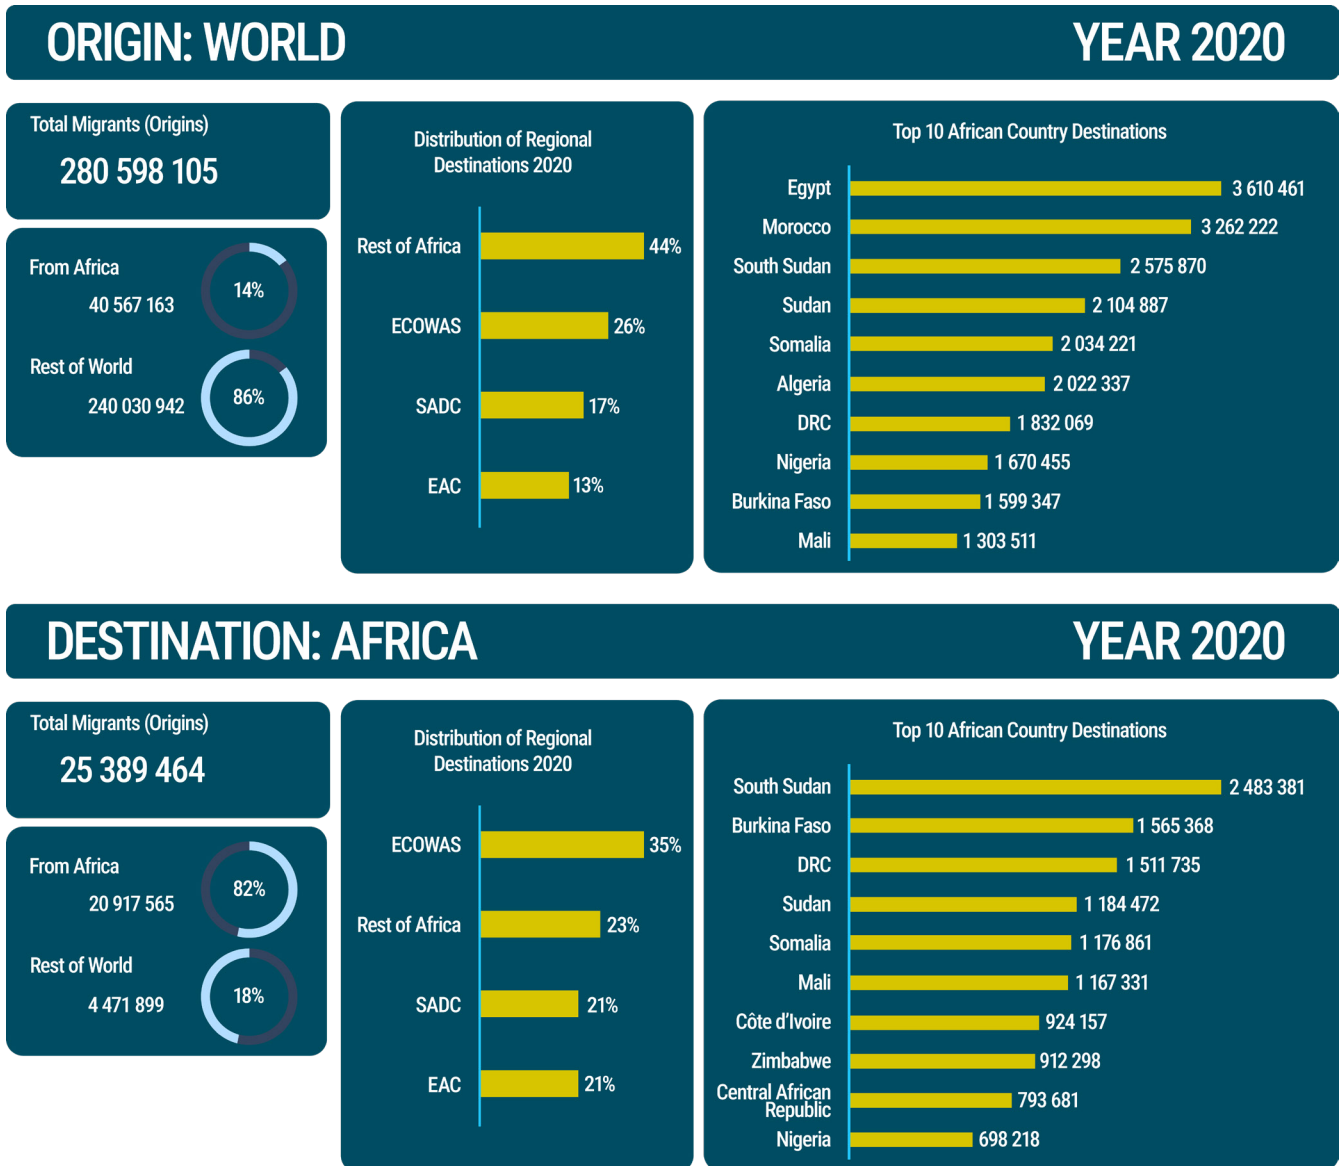 ORIGIN: WORLD
YEAR 2020
Total Migrants (Origins)
280 598 105
From Africa
40 567 163
14%
Rest of World
240 030 942
86%
Distribution of Regional
Destinations 2020
Rest of Africa 44%
ECOWAS 26%
SADC 17%
EAC 13%
Top 10 African Country Destinations
Egypt 3 610 461
Morocco 3 262 222
South Sudan 2 575 870
Sudan 2 104 887
Somalia 2 034 221
Algeria 2 022 337
DRC 1 832 069
Nigeria 1 670 455
Burkina Faso 1 599 347
Mali 1 303 511
DESTINATION: AFRICA
YEAR 2020
Total Migrants (Origins)
25 389 464
From Africa
20 917 565
82%
Rest of World
4 471 899
18%
Distribution of Regional
Destinations 2020
ECOWAS 35%
Rest of Africa 23%
SADC 21%
EAC 21%
Top 10 African Country Destinations
South Sudan 2 483 381
Burkina Faso 1 565 368
DRC 1 511 735
Sudan 1 184 472
Somalia 1 176 861
Mali 1 167 331
Côte d'Ivoire 924 157
Zimbabwe 912 298
Central African
Republic 793 681
Nigeria 698 218